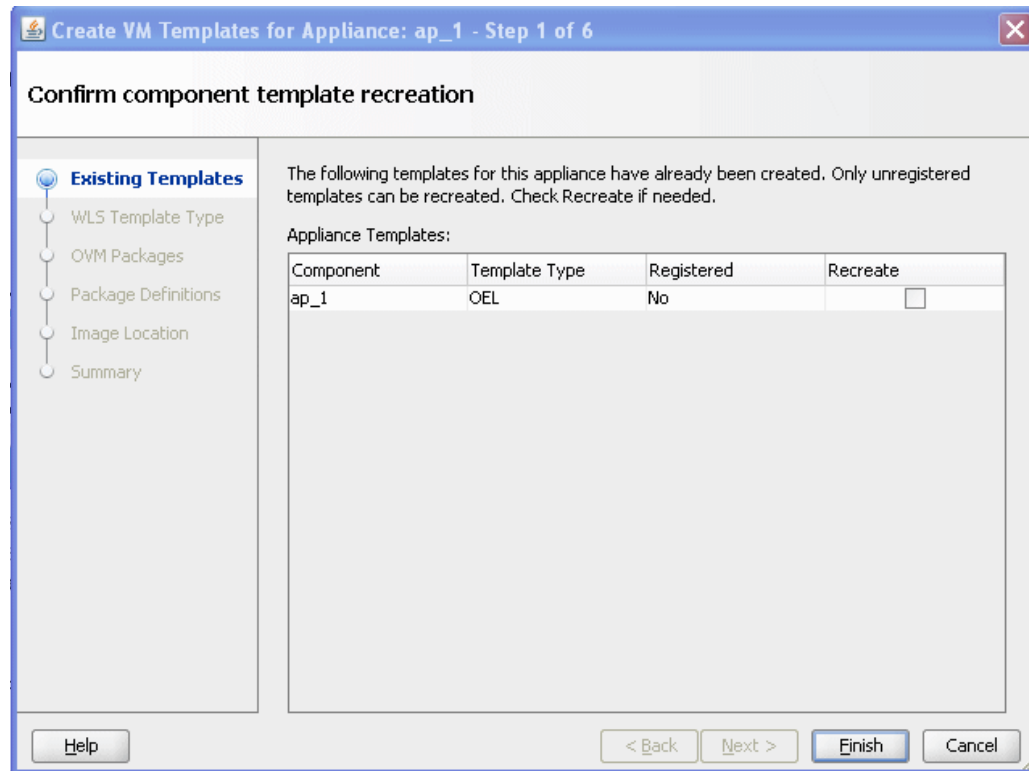 Create VM Templates for Appliance: ap_1 - Step 1 of 6
Confirm component template recreation
Existing Templates
WLS Template Type
OVM Packages
Package Definitions
Image Location
Summary
The following templates for this appliance have already been created. Only unregistered
templates can be recreated. Check Recreate if needed.
Appliance Templates:
Component Template Type Registered Recreate
ap_1 OEL No
Help < Back Next > Finish Cancel